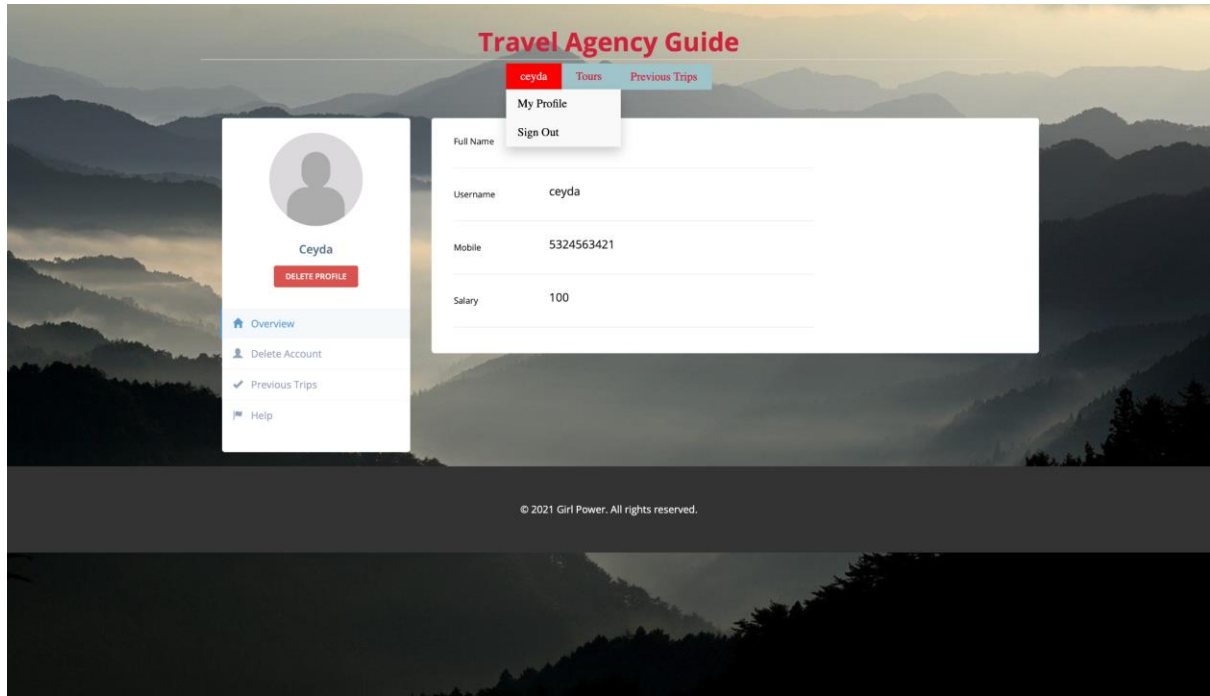 Travel Agency Guide
ceyda Tours Previous Trips
My Profile
Sign Out
Ceyda
DELETE PROFILE
Overview
Delete Account
Previous Trips
Help
Full Name
Username ceyda
Mobile 5324563421
Salary 100
© 2021 Girl Power. All rights reserved.